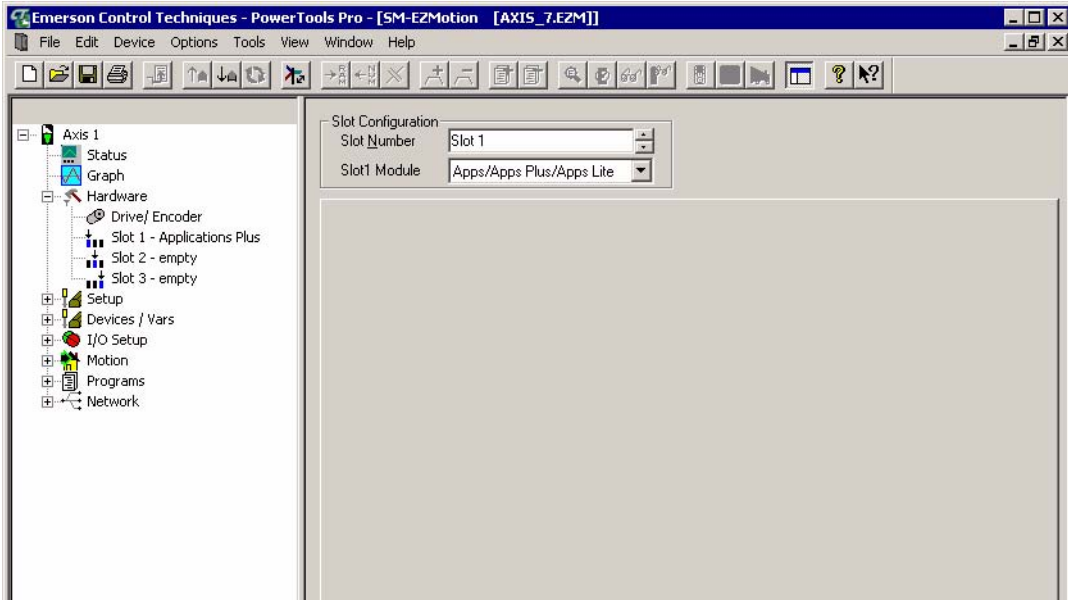 Emerson Control Techniques - PowerTools Pro - [SM-EZMotion [AXIS_7.EZM]]
File Edit Device Options Tools View Window Help
Axis 1
Status
Graph
Hardware
Drive/ Encoder
Slot 1 - Applications Plus
Slot 2 - empty
Slot 3 - empty
Setup
Devices / Vars
I/O Setup
Motion
Programs
Network
Slot Configuration
Slot Number Slot 1
Slot1 Module Apps/Apps Plus/Apps Lite